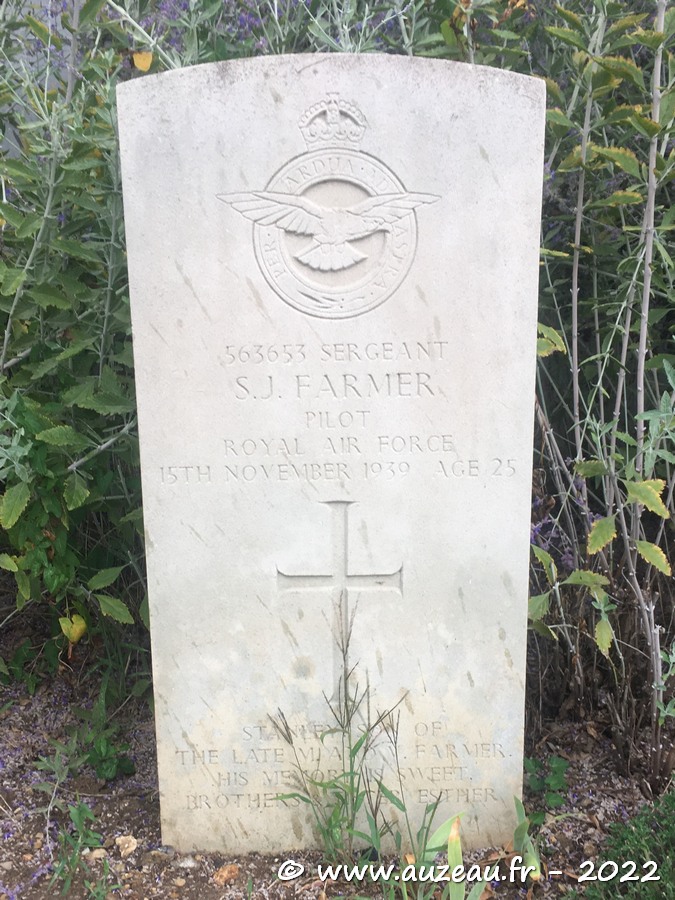 PER · ARDUA · AD · ASTRA
563653 SERGEANT
S.J. FARMER
PILOT
ROYAL AIR FORCE
15TH NOVEMBER 1939 AGE 25
OF
THE LATE FARMER.
HIS SWEET.
BROTHERS ESTHER
© www.auzeau.fr - 2022